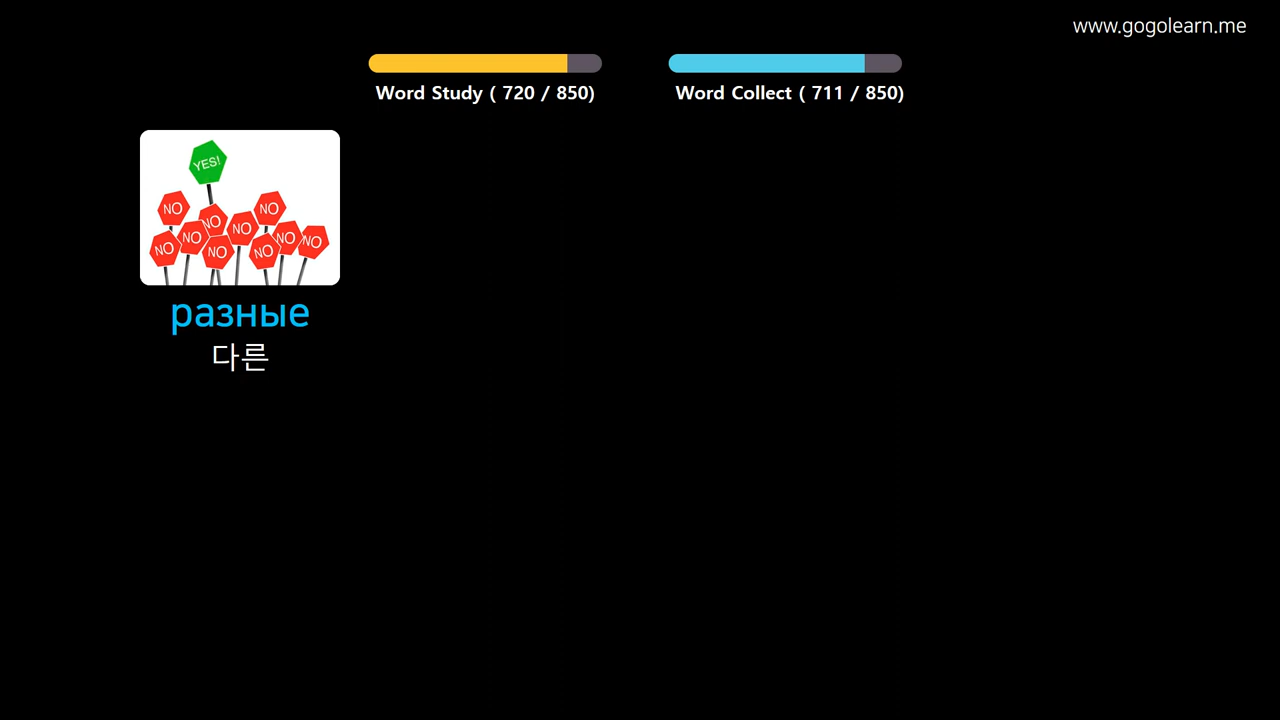 www.gogolearn.me
Word Study ( 720 / 850)
Word Collect ( 711 / 850)
YES!
NO
NO
NO
NO
NO
NO
NO
NO
NO
NO
разные
다른